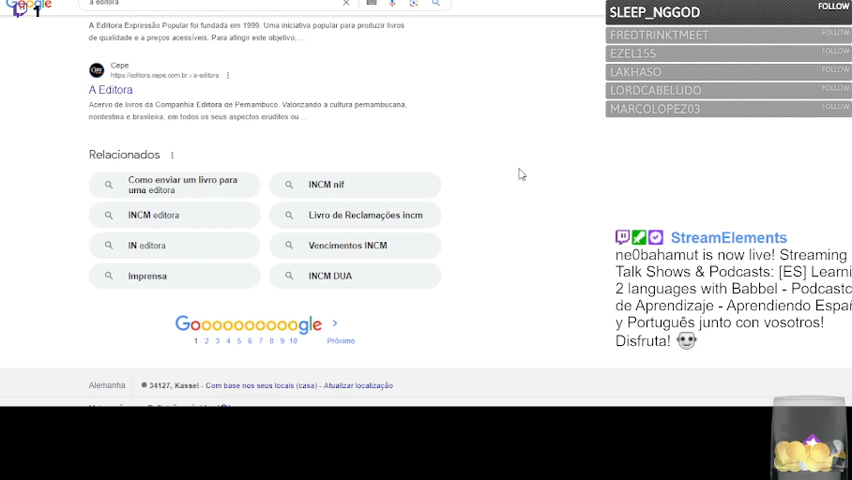 Google
1
a editora
A Editora Expressão Popular foi fundada em 1999. Uma iniciativa popular para produzir livros
de qualidade e a preços acessíveis. Para atingir este objetivo, ...
Cepe
https://editora.cepe.com.br › a-editora
A Editora
Acervo de livros da Companhia Editora de Pernambuco. Valorizando a cultura pernambucana,
nordestina e brasileira, em todos os seus aspectos eruditos ou ...
Relacionados
Como enviar um livro para
uma editora
INCM nif
INCM editora
Livro de Reclamações incm
IN editora
Vencimentos INCM
Imprensa
INCM DUA
Goooooooooogle
1 2 3 4 5 6 7 8 9 10 Próximo
Alemanha
34127, Kassel - Com base nos seus locais (casa) - Atualizar localização
SLEEP_NGGOD FOLLOW
FREDTRINKTMEET FOLLOW
EZEL155 FOLLOW
LAKHASO FOLLOW
LORDCABELUDO FOLLOW
MARCOLOPEZ03 FOLLOW
StreamElements
ne0bahamut is now live! Streaming
Talk Shows & Podcasts: [ES] Learni
2 languages with Babbel - Podcastc
de Aprendizaje - Aprendiendo Españ
y Português junto con vosotros!
Disfruta!